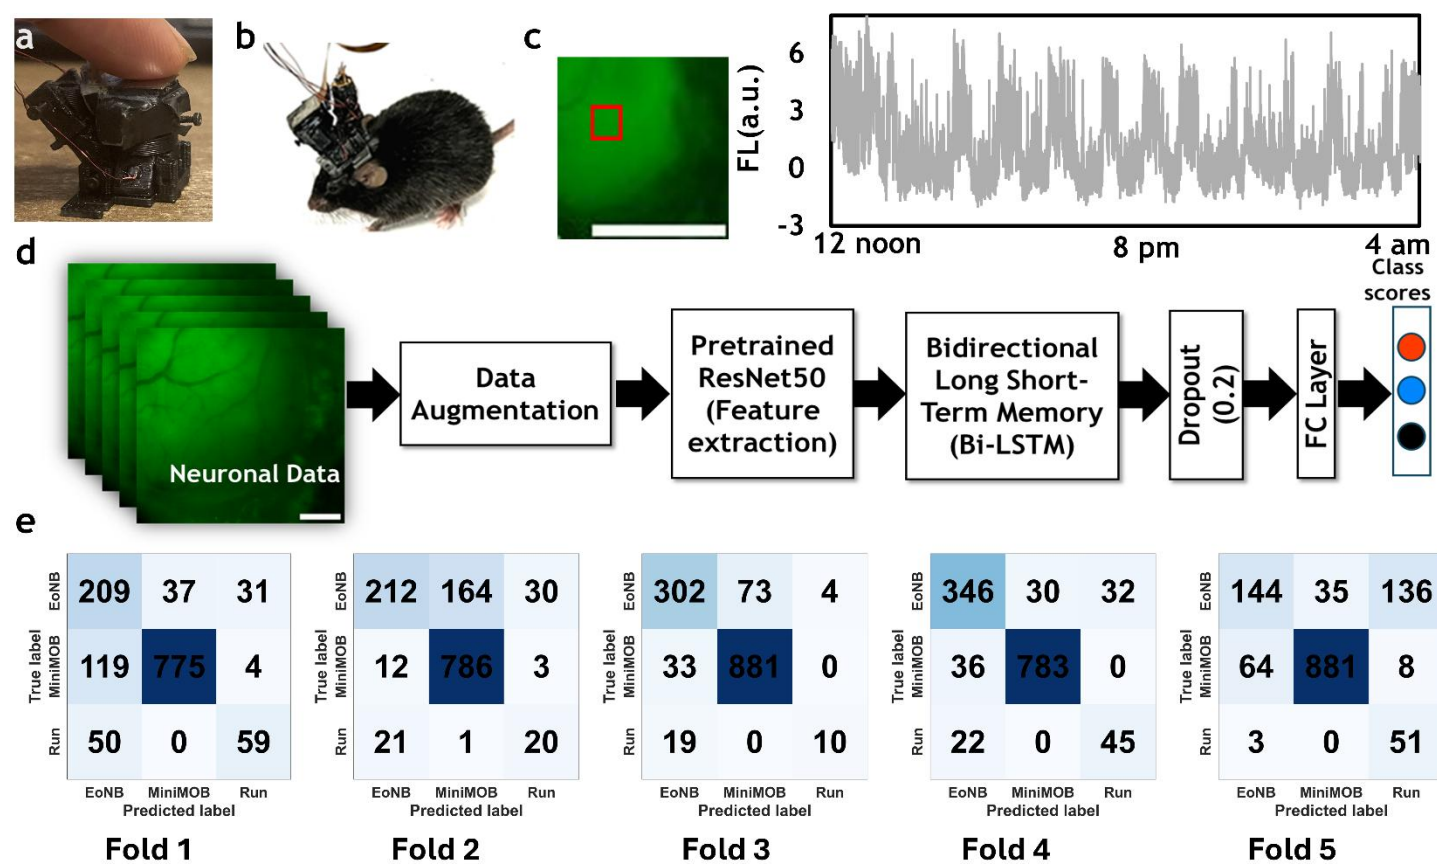 a
b
c
FL(a.u.)
6
3
0
-3
12 noon
8 pm
4 am
d
Neuronal Data
Data
Augmentation
Pretrained
ResNet50
(Feature
extraction)
Bidirectional
Long Short-
Term Memory
(Bi-LSTM)
Dropout
(0.2)
FC Layer
Class
scores
e
True label
EoNB
MiniMOB
Run
209 37 31
119 775 4
50 0 59
EoNB MiniMOB Run
Predicted label
Fold 1
True label
EoNB
MiniMOB
Run
212 164 30
12 786 3
21 1 20
EoNB MiniMOB Run
Predicted label
Fold 2
True label
EoNB
MiniMOB
Run
302 73 4
33 881 0
19 0 10
EoNB MiniMOB Run
Predicted label
Fold 3
True label
EoNB
MiniMOB
Run
346 30 32
36 783 0
22 0 45
EoNB MiniMOB Run
Predicted label
Fold 4
True label
EoNB
MiniMOB
Run
144 35 136
64 881 8
3 0 51
EoNB MiniMOB Run
Predicted label
Fold 5